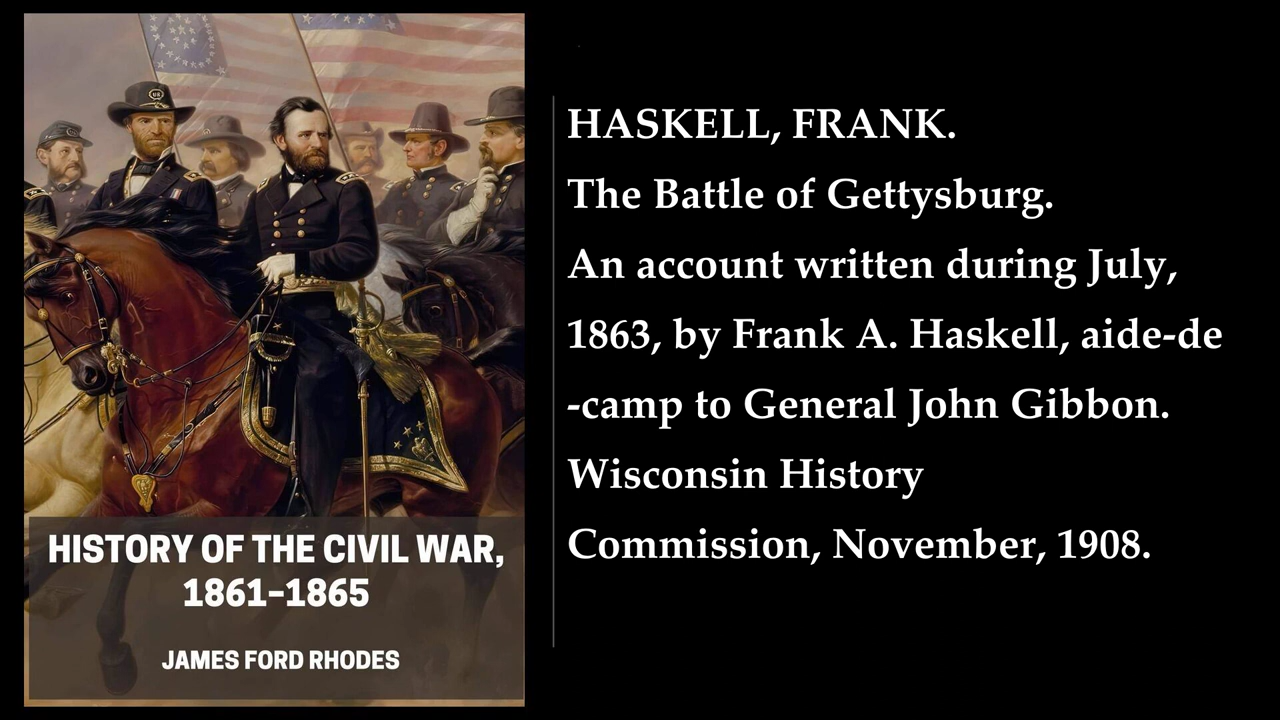 HISTORY OF THE CIVIL WAR,
1861–1865
JAMES FORD RHODES
HASKELL, FRANK.
The Battle of Gettysburg.
An account written during July,
1863, by Frank A. Haskell, aide-de
-camp to General John Gibbon.
Wisconsin History
Commission, November, 1908.